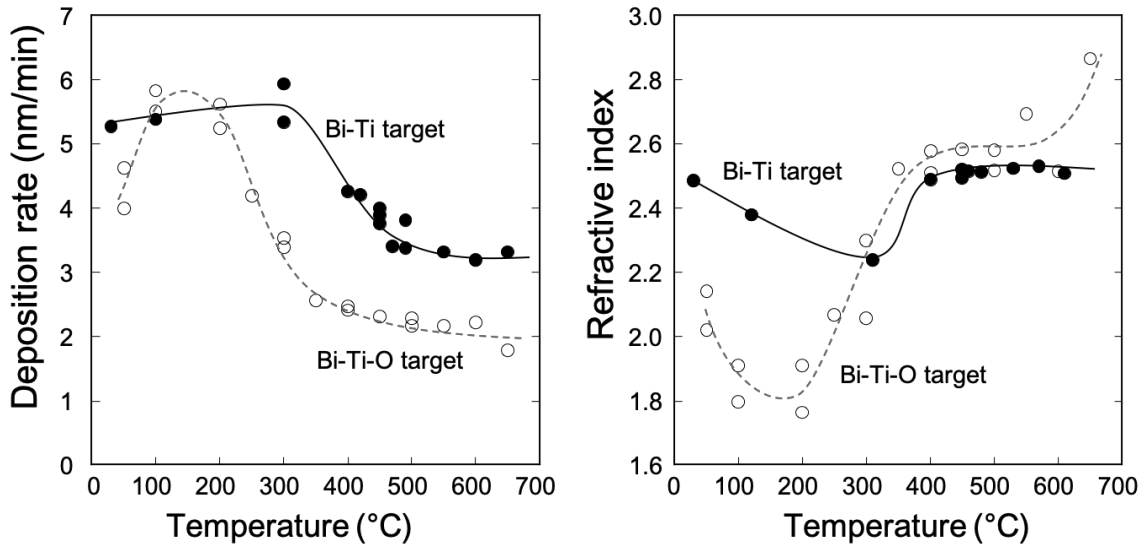 Deposition rate (nm/min)
7
6
5
4
3
2
1
0
Bi-Ti target
Bi-Ti-O target
0 100 200 300 400 500 600 700
Temperature (°C)
Refractive index
3.0
2.8
2.6
2.4
2.2
2.0
1.8
1.6
Bi-Ti target
Bi-Ti-O target
0 100 200 300 400 500 600 700
Temperature (°C)